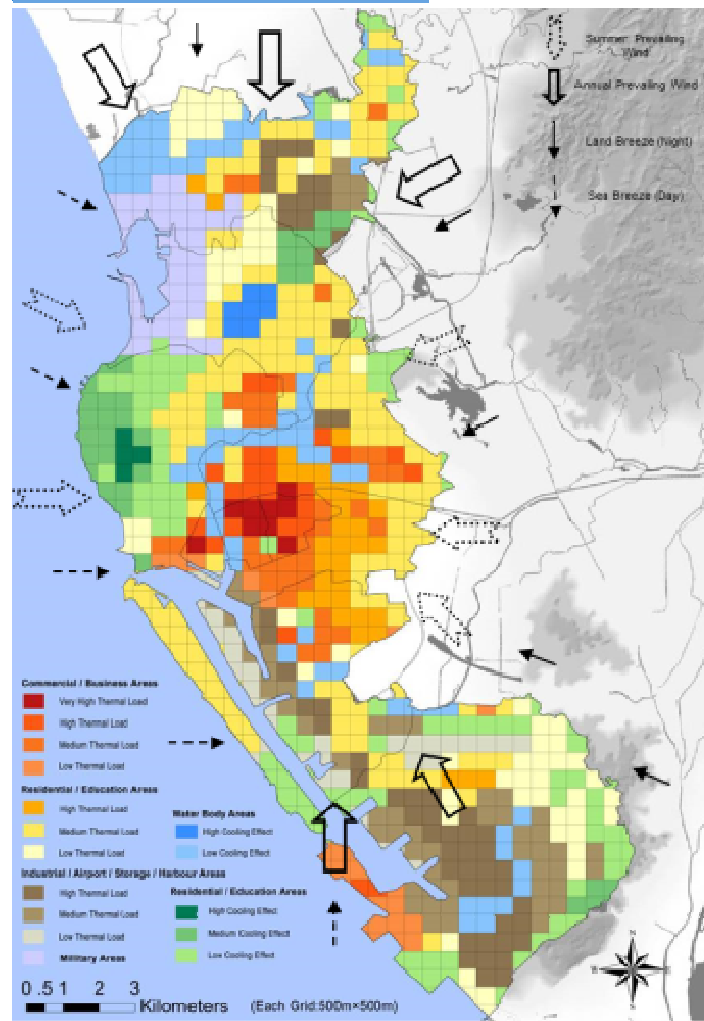 Summer Prevailing
Wind
Annual Prevailing Wind
Land Breeze (Night)
Sea Breeze (Day)
Commercial / Business Areas
Very High Thermal Load
High Thermal Load
Medium Thermal Load
Low Thermal Load
Residential / Education Areas
High Thermal Load
Medium Thermal Load
Low Thermal Load
Water Body Areas
High Cooling Effect
Low Cooling Effect
Industrial / Airport / Storage / Harbour Areas
High Thermal Load
Medium Thermal Load
Low Thermal Load
Military Areas
Residential / Education Areas
High Cooling Effect
Medium Cooling Effect
Low Cooling Effect
N
W
E
S
0 .5 1 2 3
Kilometers
(Each Grid:500m×500m)